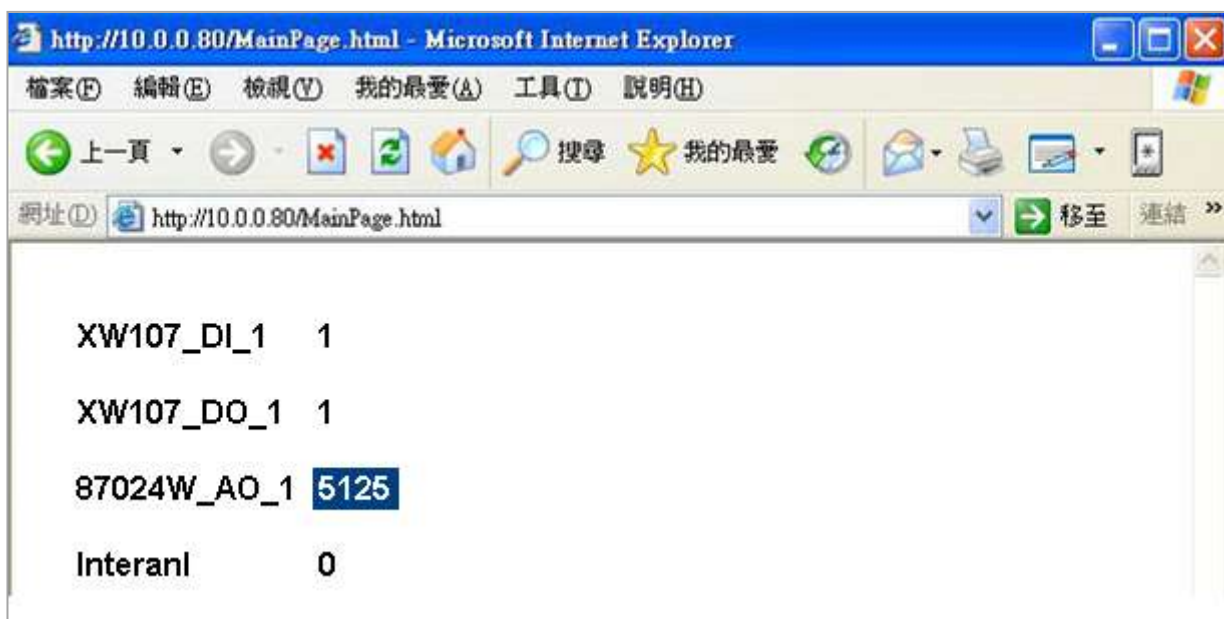 http://10.0.0.80/MainPage.html - Microsoft Internet Explorer
檔案(F) 編輯(E) 檢視(V) 我的最愛(A) 工具(T) 說明(H)
上一頁 搜尋 我的最愛
網址(D) http://10.0.0.80/MainPage.html 移至 連結 »
XW107_DI_1 1
XW107_DO_1 1
87024W_AO_1 5125
Interanl 0